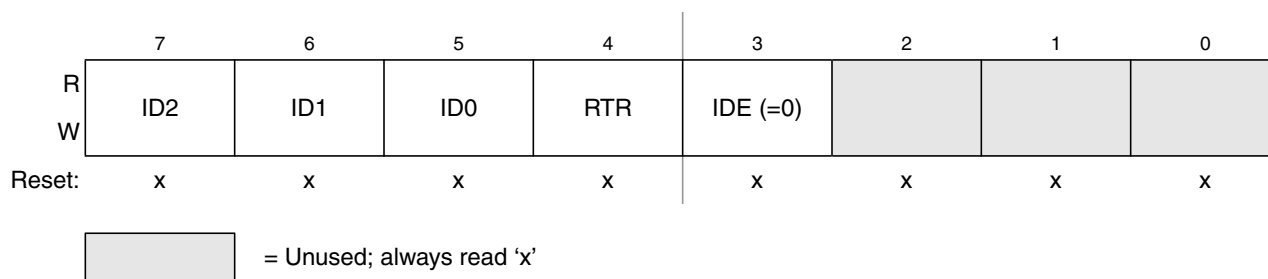 7 6 5 4 3 2 1 0
R
W
ID2 ID1 ID0 RTR IDE (=0)
Reset: x x x x x x x x
= Unused; always read ‘x’